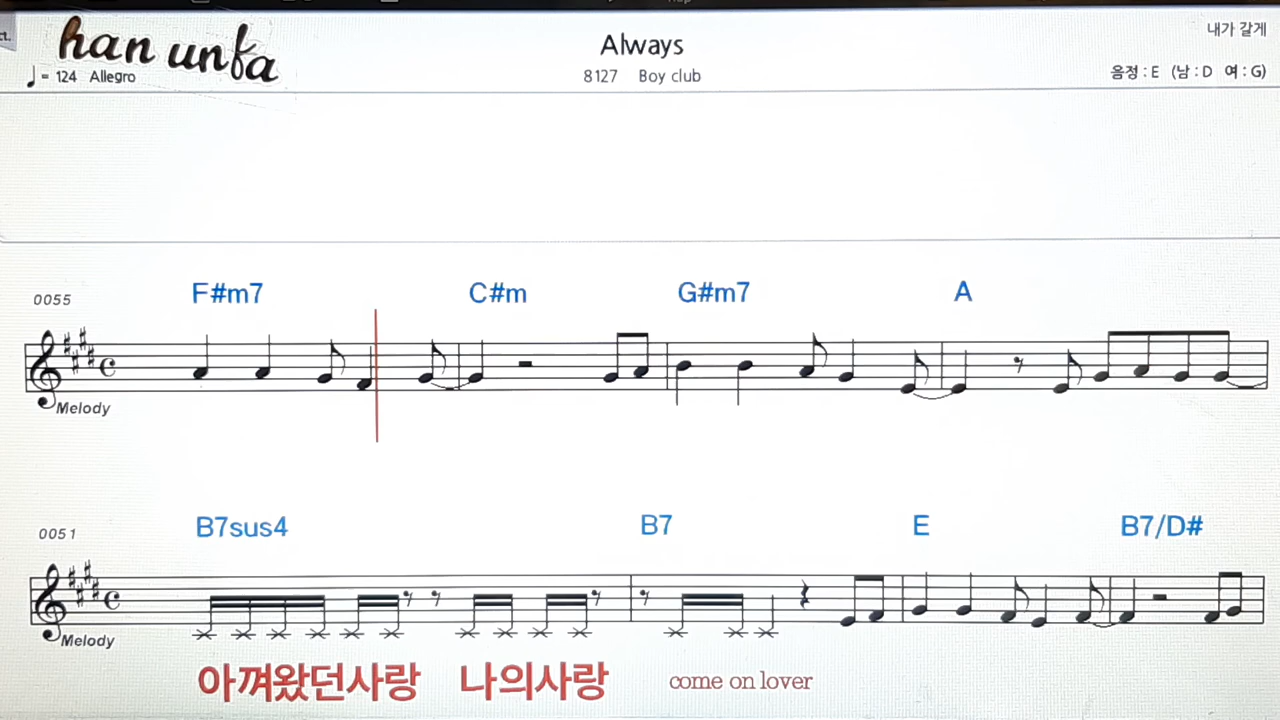 han unfa
Always
내가 갈게
♩= 124 Allegro
8127 Boy club
음정 : E (남 : D 여 : G)
F#m7 C#m G#m7 A
0055
Melody
B7sus4 B7 E B7/D#
0051
Melody
아껴왔던사랑 나의사랑 come on lover